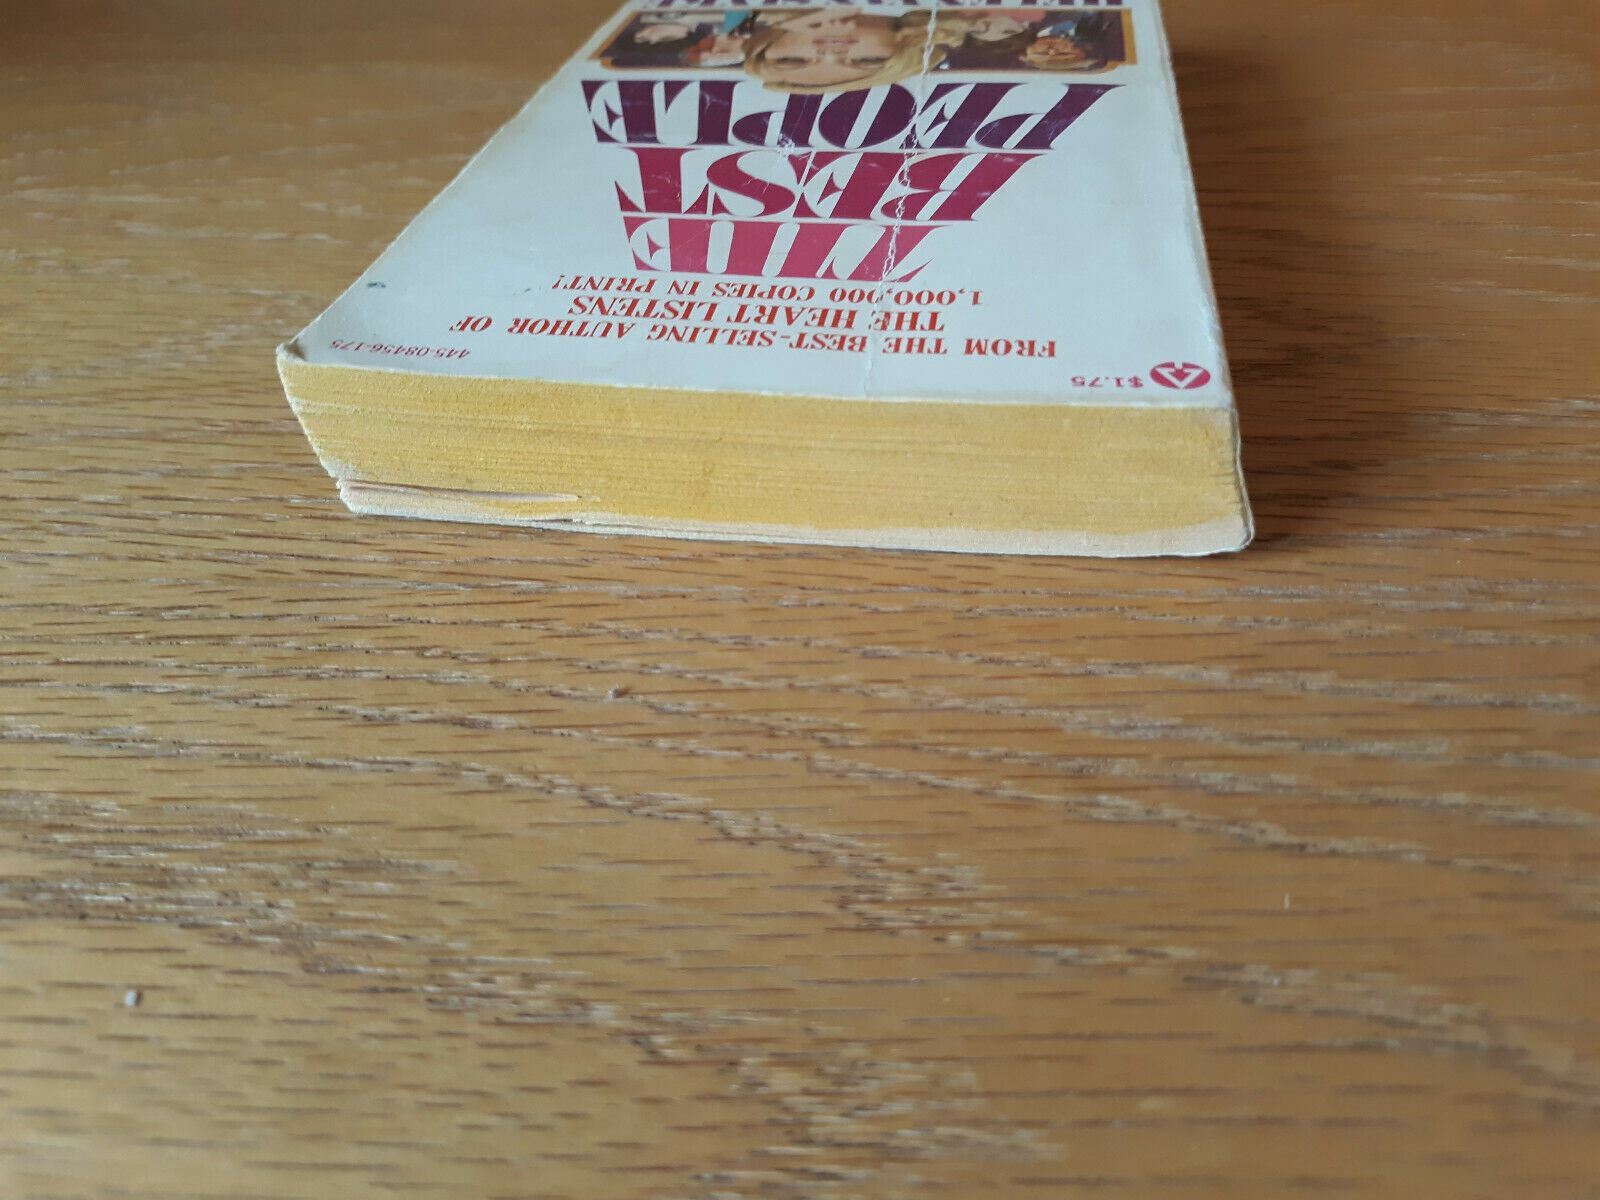 $1.75
445-08456-175
FROM THE BEST-SELLING AUTHOR OF
THE HEART LISTENS
1,000,000 COPIES IN PRINT!
THE
BEST
PEOPLE
HELEN